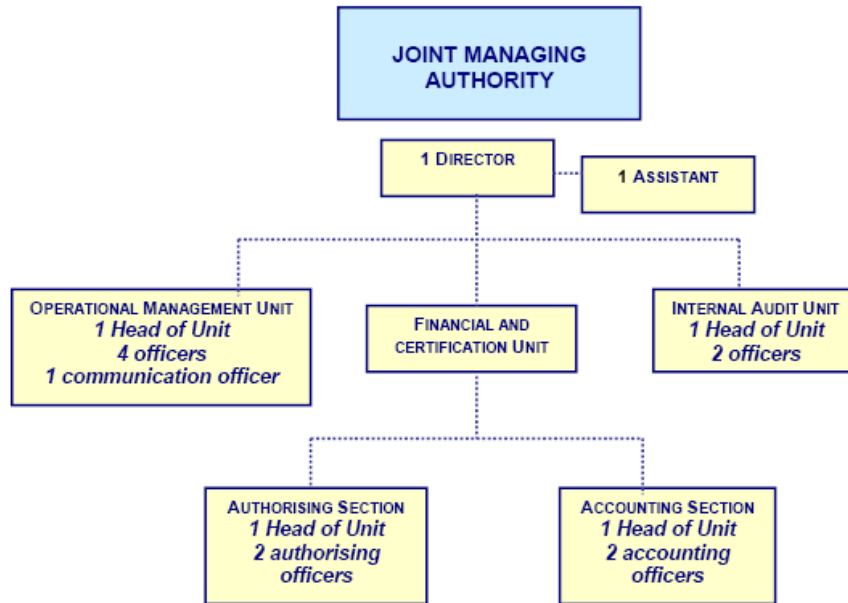 JOINT MANAGING
AUTHORITY
1 DIRECTOR
1 ASSISTANT
OPERATIONAL MANAGEMENT UNIT
1 Head of Unit
4 officers
1 communication officer
FINANCIAL AND
CERTIFICATION UNIT
INTERNAL AUDIT UNIT
1 Head of Unit
2 officers
AUTHORISING SECTION
1 Head of Unit
2 authorising
officers
ACCOUNTING SECTION
1 Head of Unit
2 accounting
officers